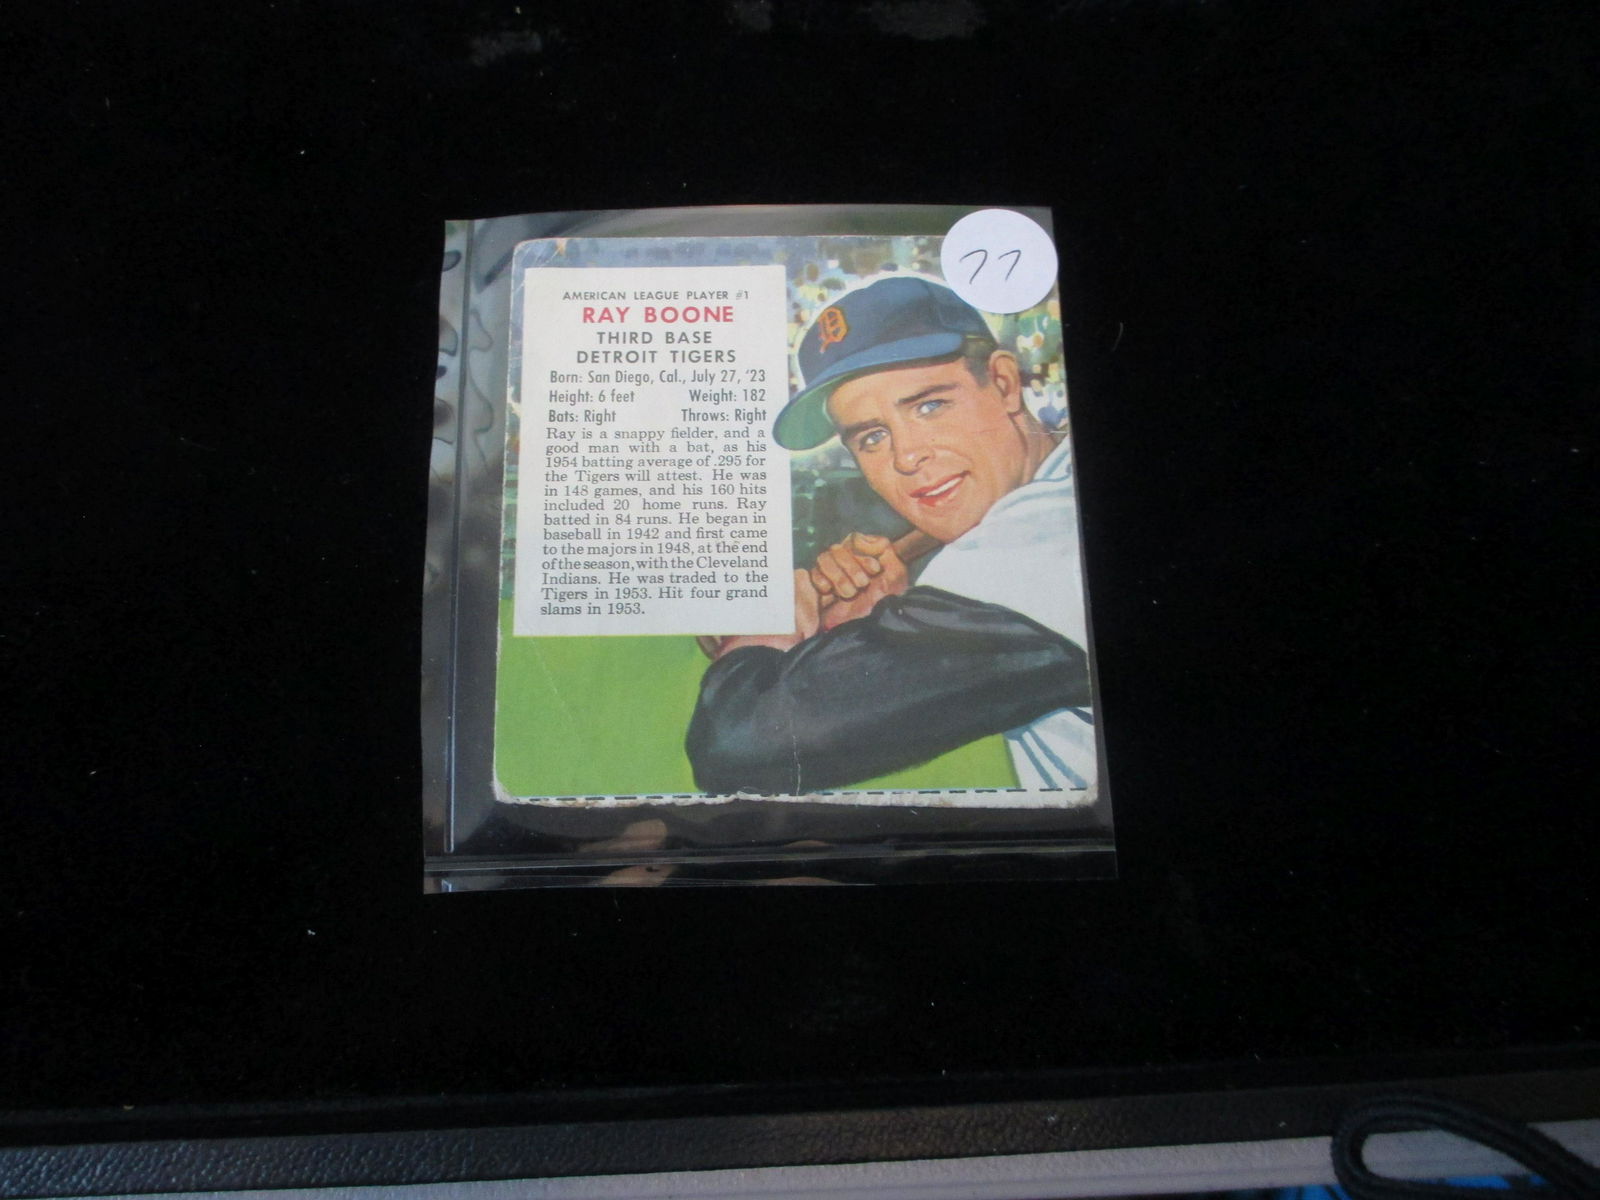 77
AMERICAN LEAGUE PLAYER #1
RAY BOONE
THIRD BASE
DETROIT TIGERS
Born: San Diego, Cal., July 27, '23
Height: 6 feet Weight: 182
Bats: Right Throws: Right
Ray is a snappy fielder, and a
good man with a bat, as his
1954 batting average of .295 for
the Tigers will attest. He was
in 148 games, and his 160 hits
included 20 home runs. Ray
batted in 84 runs. He began in
baseball in 1942 and first came
to the majors in 1948, at the end
of the season, with the Cleveland
Indians. He was traded to the
Tigers in 1953. Hit four grand
slams in 1953.
D